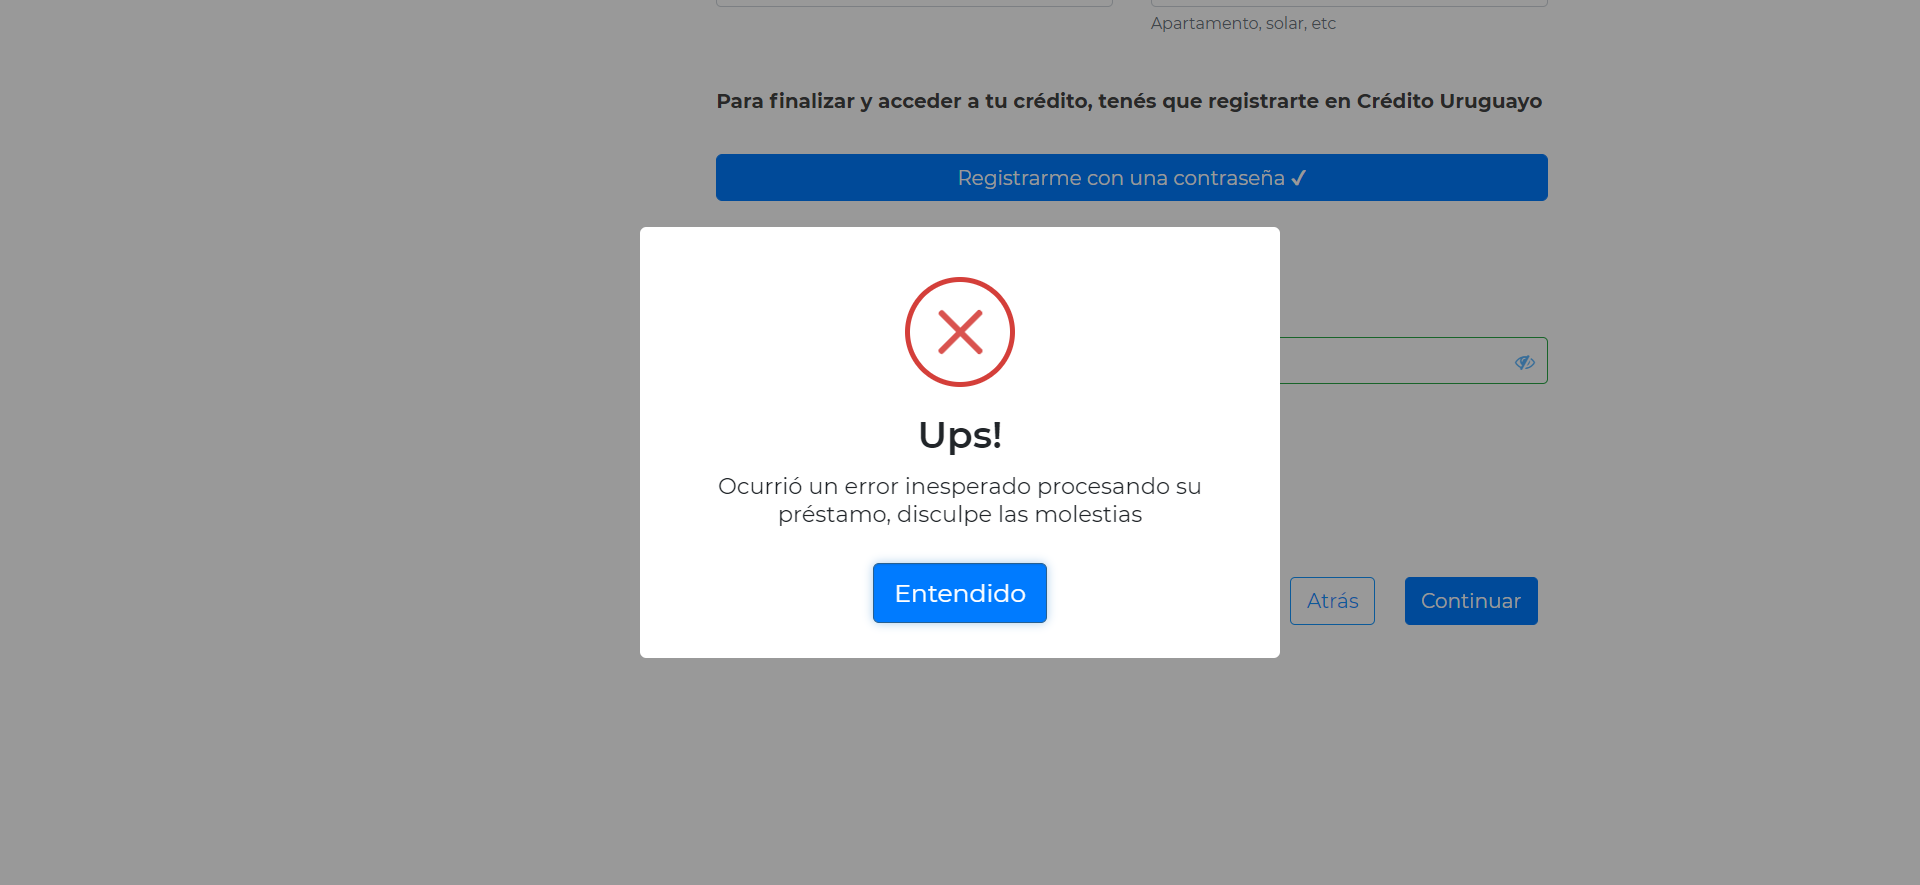 Apartamento, solar, etc
Para finalizar y acceder a tu crédito, tenés que registrarte en Crédito Uruguayo
Registrarme con una contraseña ✓
Ups!
Ocurrió un error inesperado procesando su
préstamo, disculpe las molestias
Entendido
Atrás
Continuar